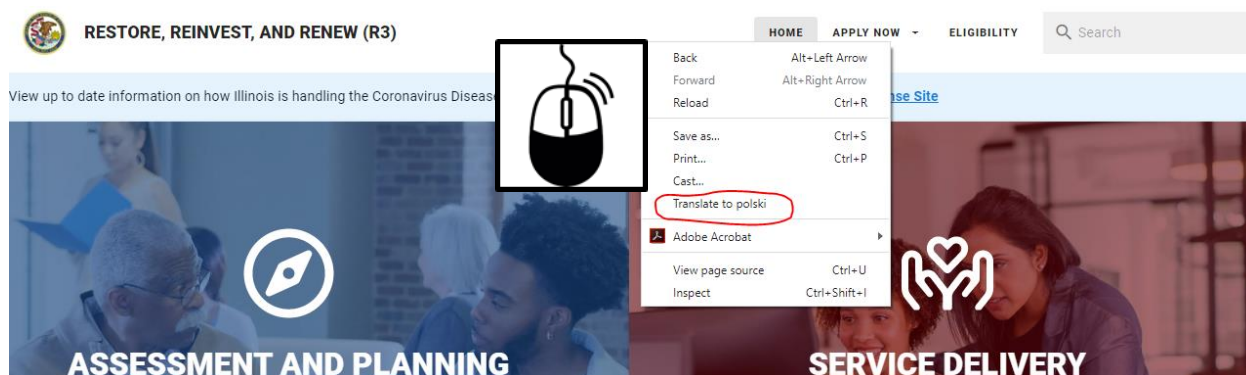 RESTORE, REINVEST, AND RENEW (R3)
HOME APPLY NOW ELIGIBILITY Search
View up to date information on how Illinois is handling the Coronavirus Diseas
nse Site
Back Alt+Left Arrow
Forward Alt+Right Arrow
Reload Ctrl+R
Save as... Ctrl+S
Print... Ctrl+P
Cast...
Translate to polski
Adobe Acrobat
View page source Ctrl+U
Inspect Ctrl+Shift+I
ASSESSMENT AND PLANNING
SERVICE DELIVERY